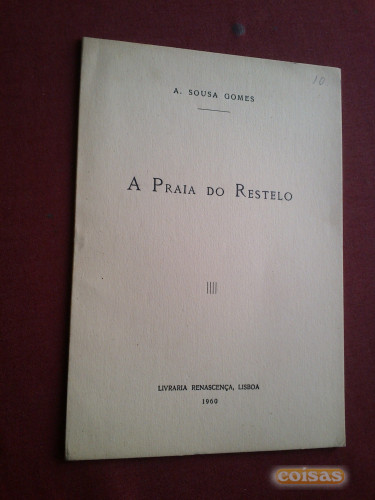 10
A. SOUSA GOMES
A PRAIA DO RESTELO
LIVRARIA RENASCENÇA, LISBOA
1960
coisas